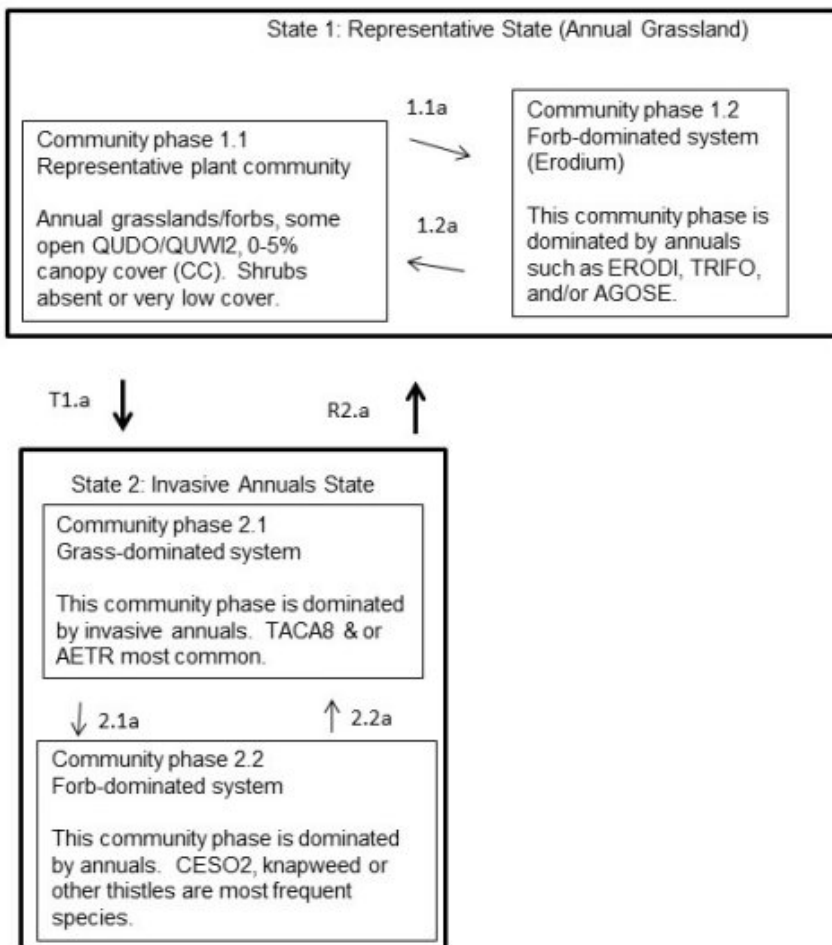 State 1: Representative State (Annual Grassland)
Community phase 1.1
Representative plant community
Annual grasslands/forbs, some
open QUDO/QUWI2, 0-5%
canopy cover (CC). Shrubs
absent or very low cover.
1.1a
1.2a
Community phase 1.2
Forb-dominated system
(Erodium)
This community phase is
dominated by annuals
such as ERODI, TRIFO,
and/or AGOSE.
T1.a
R2.a
State 2: Invasive Annuals State
Community phase 2.1
Grass-dominated system
This community phase is dominated
by invasive annuals. TACA8 & or
AETR most common.
2.1a
2.2a
Community phase 2.2
Forb-dominated system
This community phase is dominated
by annuals. CESO2, knapweed or
other thistles are most frequent
species.